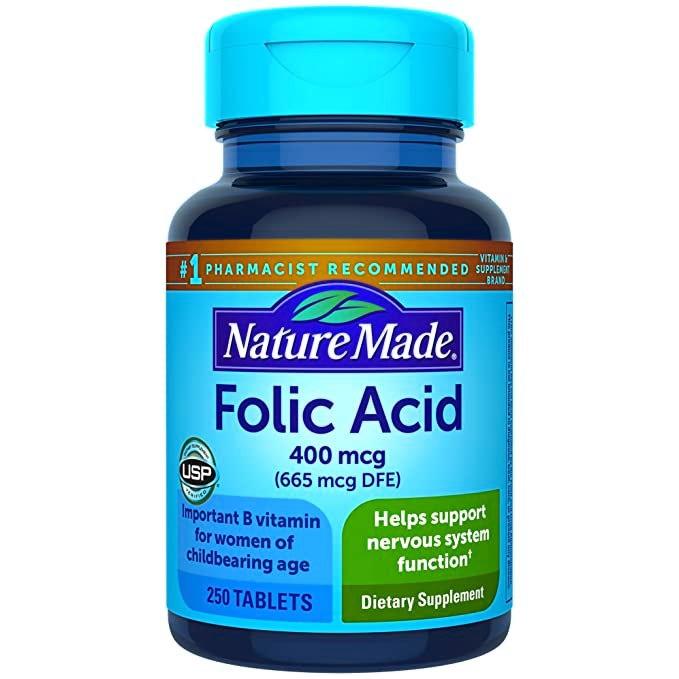 #1 PHARMACIST RECOMMENDED VITAMIN & SUPPLEMENT BRAND
Nature Made®
Folic Acid
400 mcg
(665 mcg DFE)
USP
VERIFIED
Important B vitamin
for women of
childbearing age
250 TABLETS
Helps support
nervous system
function†
Dietary Supplement